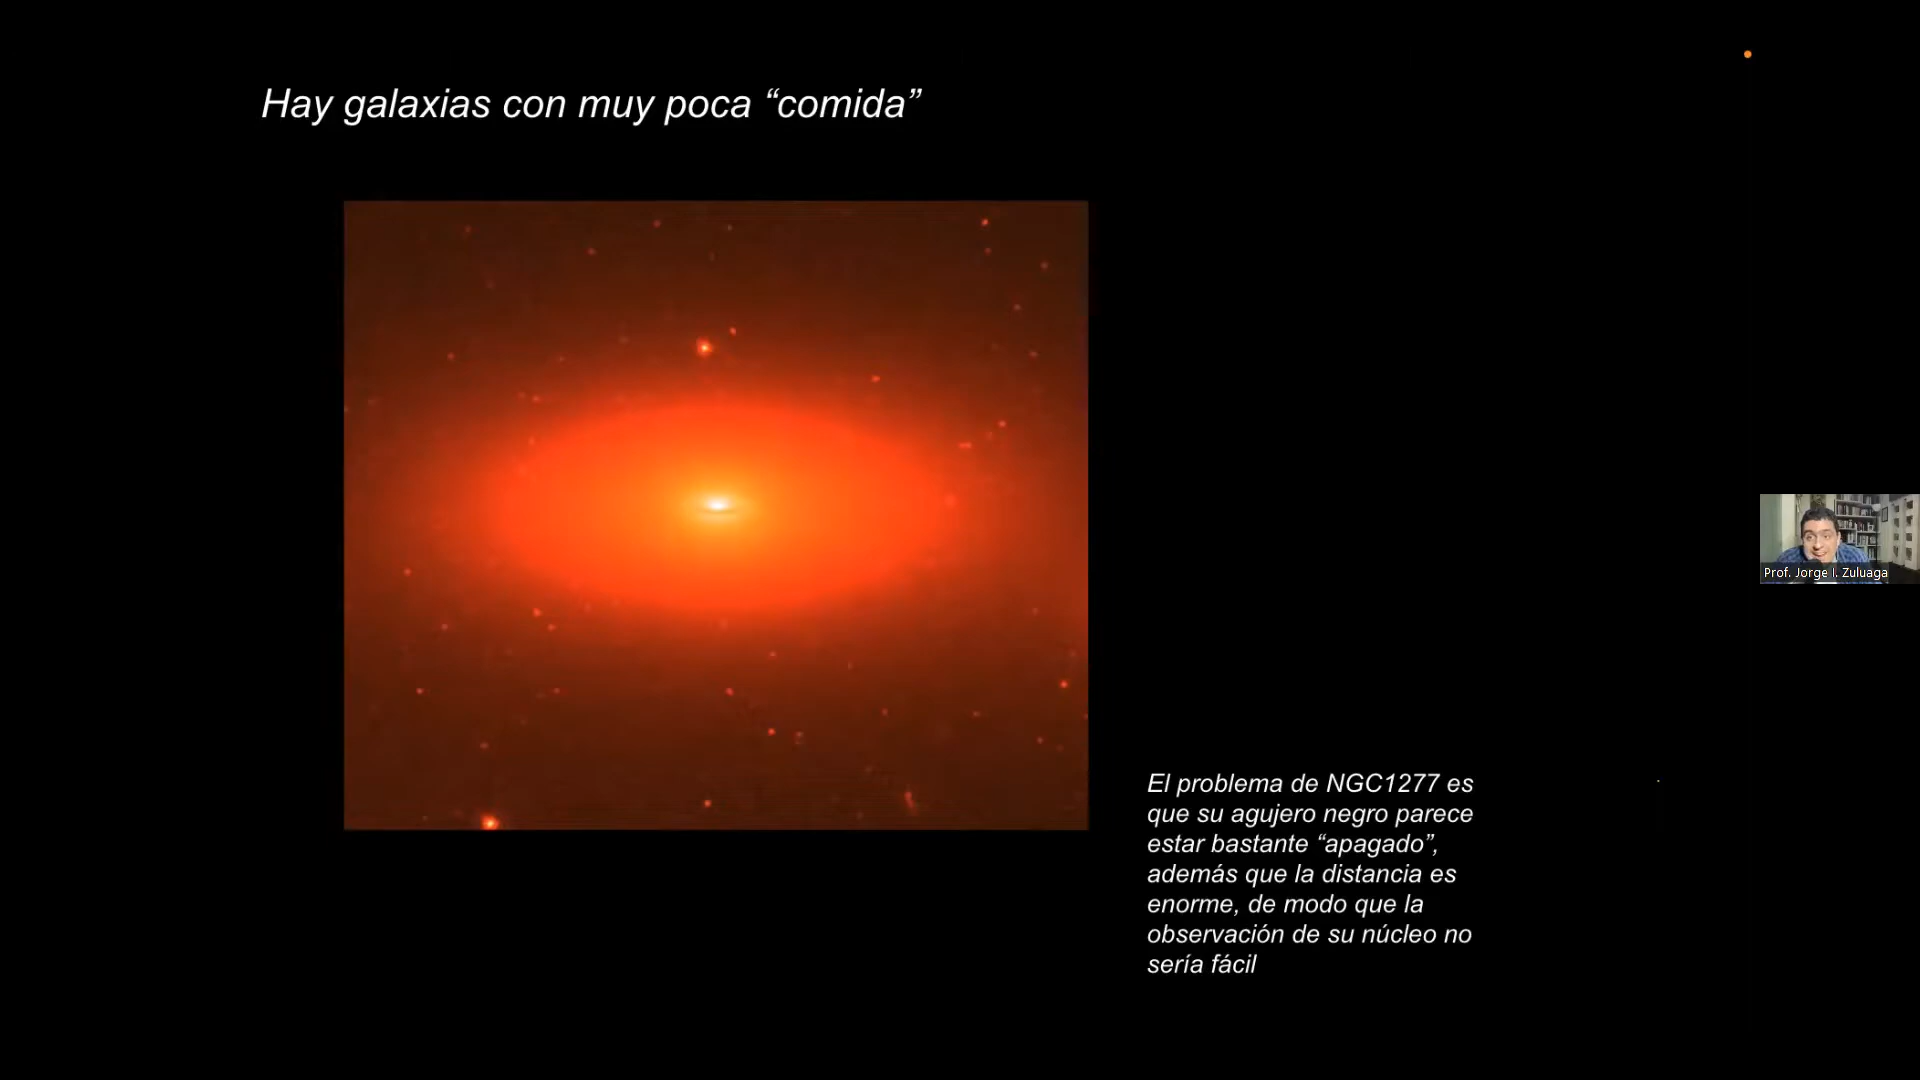 Hay galaxias con muy poca “comida”
El problema de NGC1277 es
que su agujero negro parece
estar bastante “apagado”,
además que la distancia es
enorme, de modo que la
observación de su núcleo no
sería fácil
Prof. Jorge I. Zuluaga